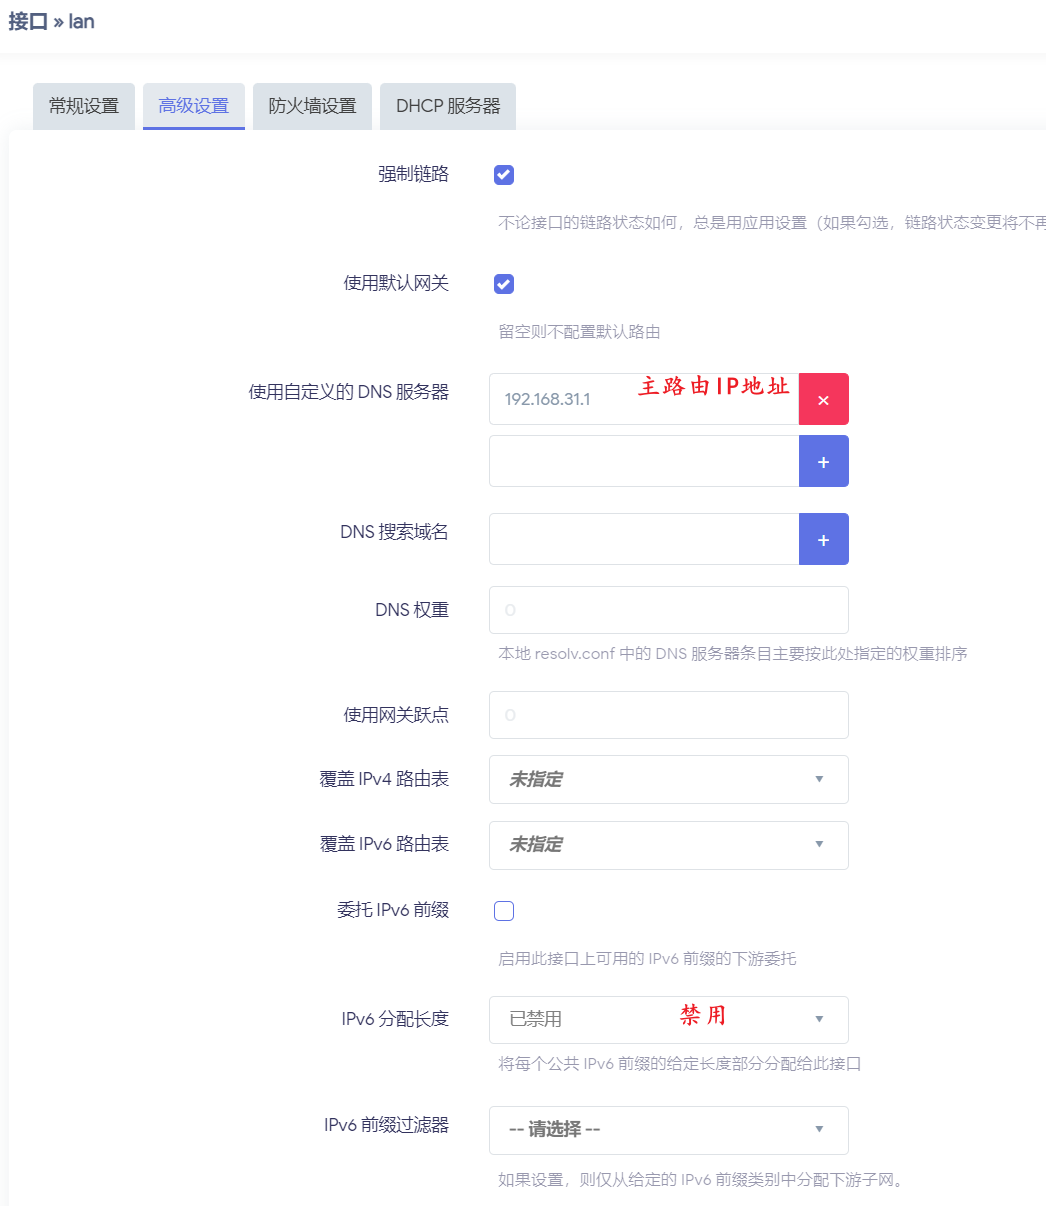 接口 » lan
常规设置 高级设置 防火墙设置 DHCP 服务器
强制链路
不论接口的链路状态如何，总是用应用设置（如果勾选，链路状态变更将不再
使用默认网关
留空则不配置默认路由
使用自定义的 DNS 服务器 192.168.31.1 主路由IP地址 ×
+
DNS 搜索域名 +
DNS 权重 0
本地 resolv.conf 中的 DNS 服务器条目主要按此处指定的权重排序
使用网关跃点 0
覆盖 IPv4 路由表 未指定
覆盖 IPv6 路由表 未指定
委托 IPv6 前缀
启用此接口上可用的 IPv6 前缀的下游委托
IPv6 分配长度 已禁用 禁用
将每个公共 IPv6 前缀的给定长度部分分配给此接口
IPv6 前缀过滤器 -- 请选择 --
如果设置，则仅从给定的 IPv6 前缀类别中分配下游子网。